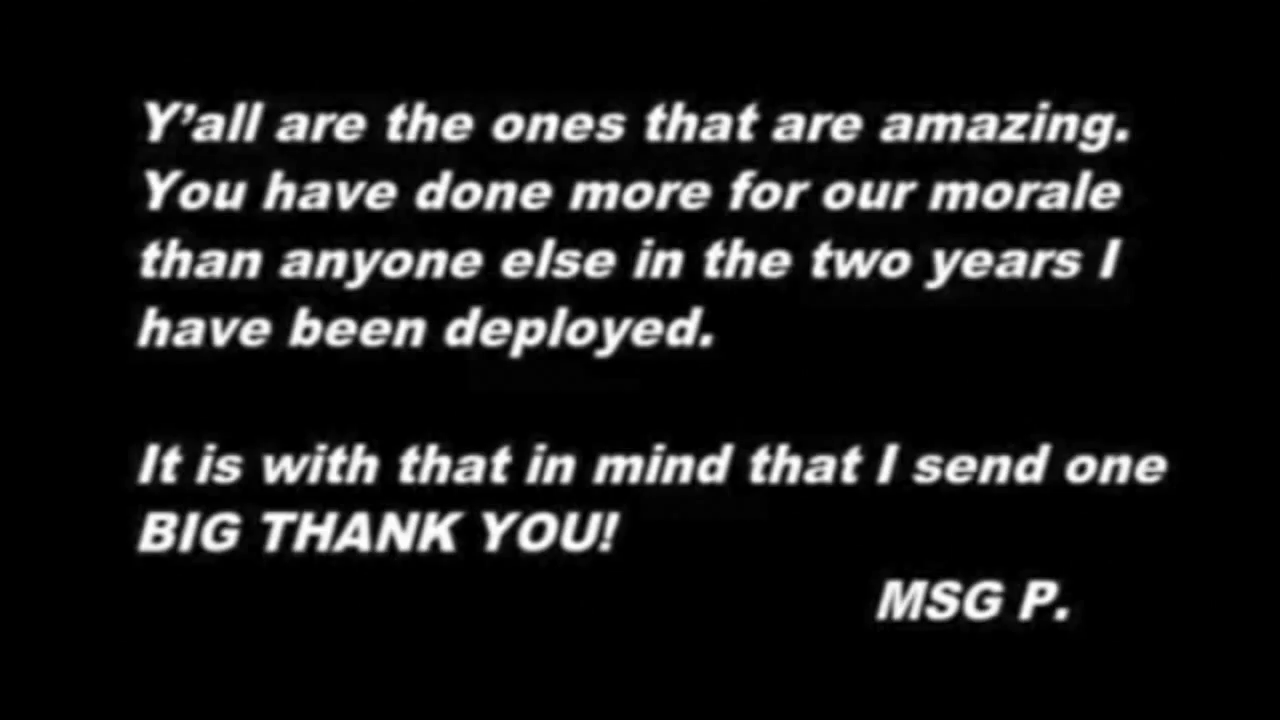 Y’all are the ones that are amazing.
You have done more for our morale
than anyone else in the two years I
have been deployed.
It is with that in mind that I send one
BIG THANK YOU!
MSG P.